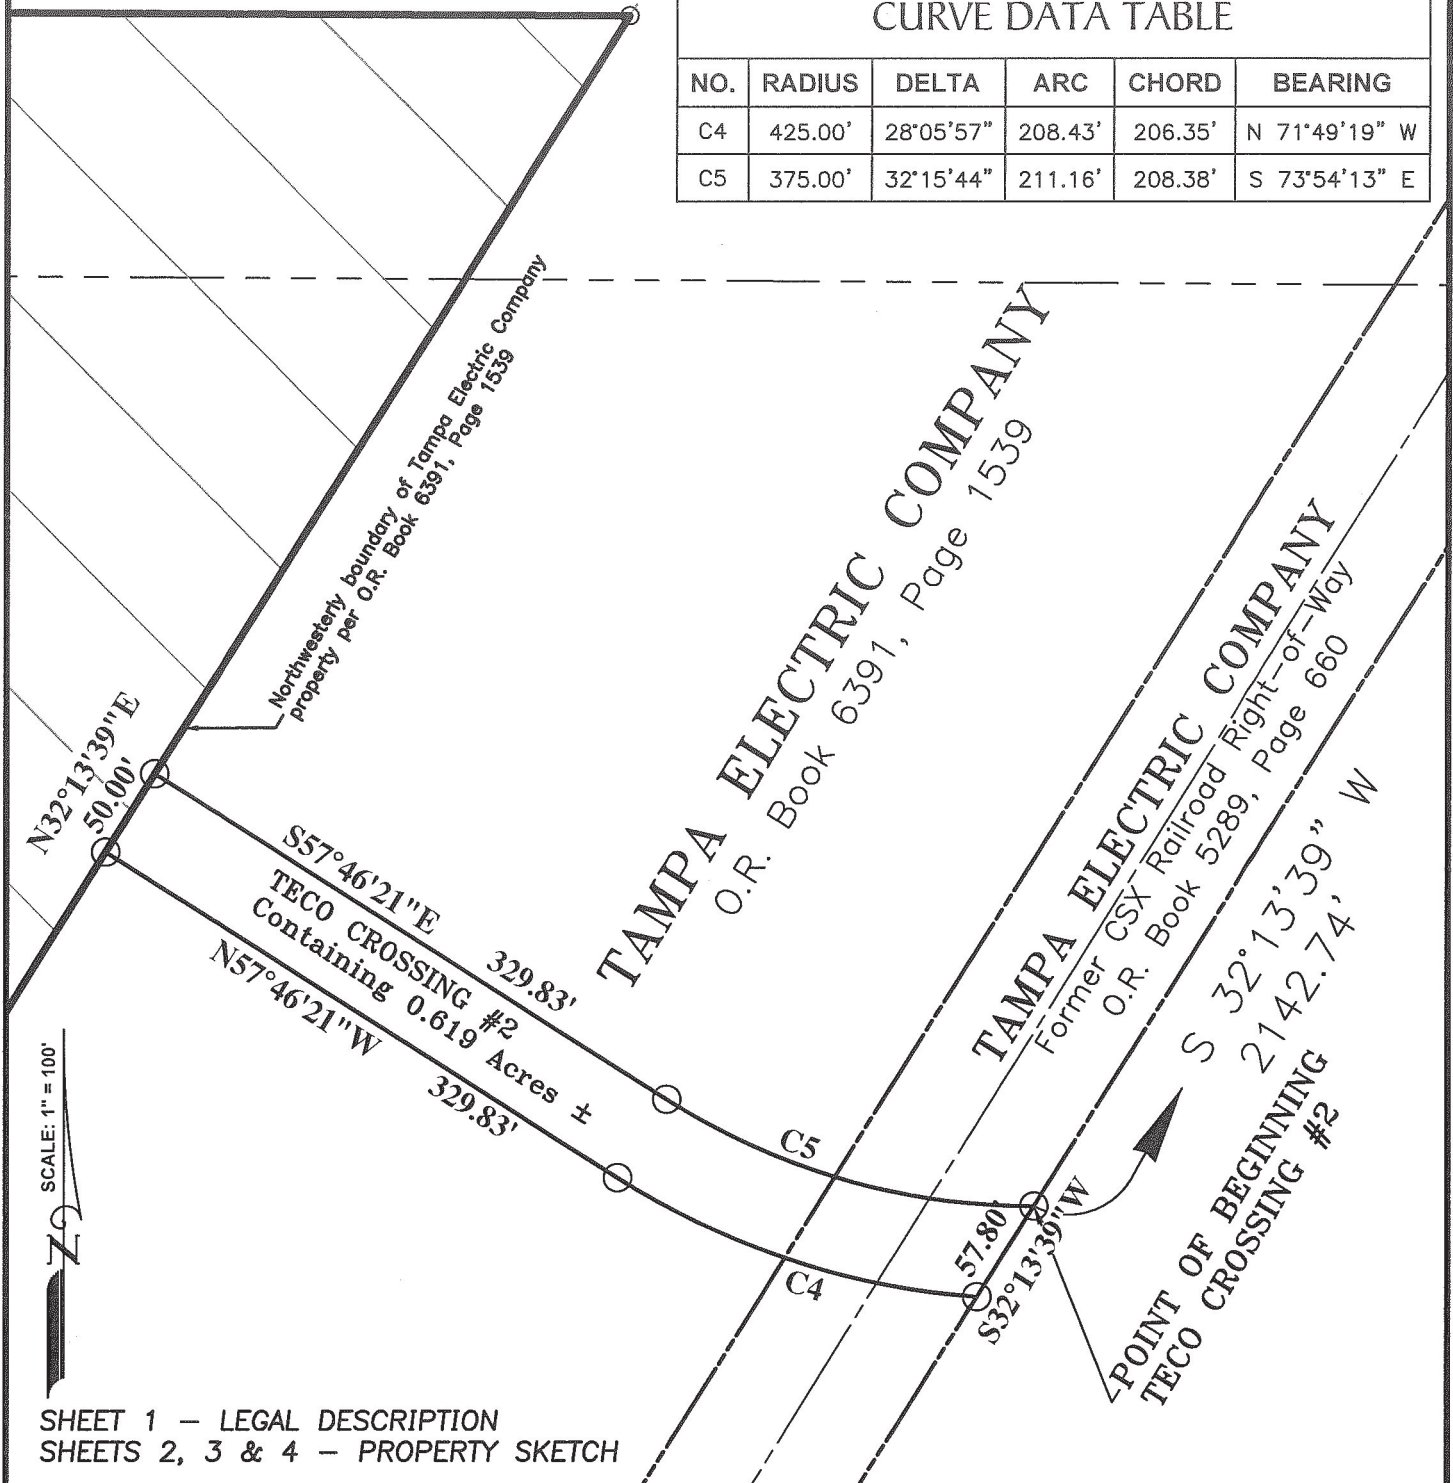 CURVE DATA TABLE
NO. RADIUS DELTA ARC CHORD BEARING
C4 425.00' 28°05'57" 208.43' 206.35' N 71°49'19" W
C5 375.00' 32°15'44" 211.16' 208.38' S 73°54'13" E
Northwesterly boundary of Tampa Electric Company
property per O.R. Book 6391, Page 1539
TAMPA ELECTRIC COMPANY
O.R. Book 6391, Page 1539
TAMPA ELECTRIC COMPANY
Former CSX Railroad Right-of-Way
O.R. Book 5289, Page 660
S 32°13'39" W
2142.74'
N32°13'39"E
50.00'
S57°46'21"E 329.83'
TECO CROSSING #2
Containing 0.619 Acres ±
N57°46'21"W 329.83'
C5
C4
57.80'
S32°13'39"W
POINT OF BEGINNING
TECO CROSSING #2
SCALE: 1" = 100'
N
SHEET 1 – LEGAL DESCRIPTION
SHEETS 2, 3 & 4 – PROPERTY SKETCH